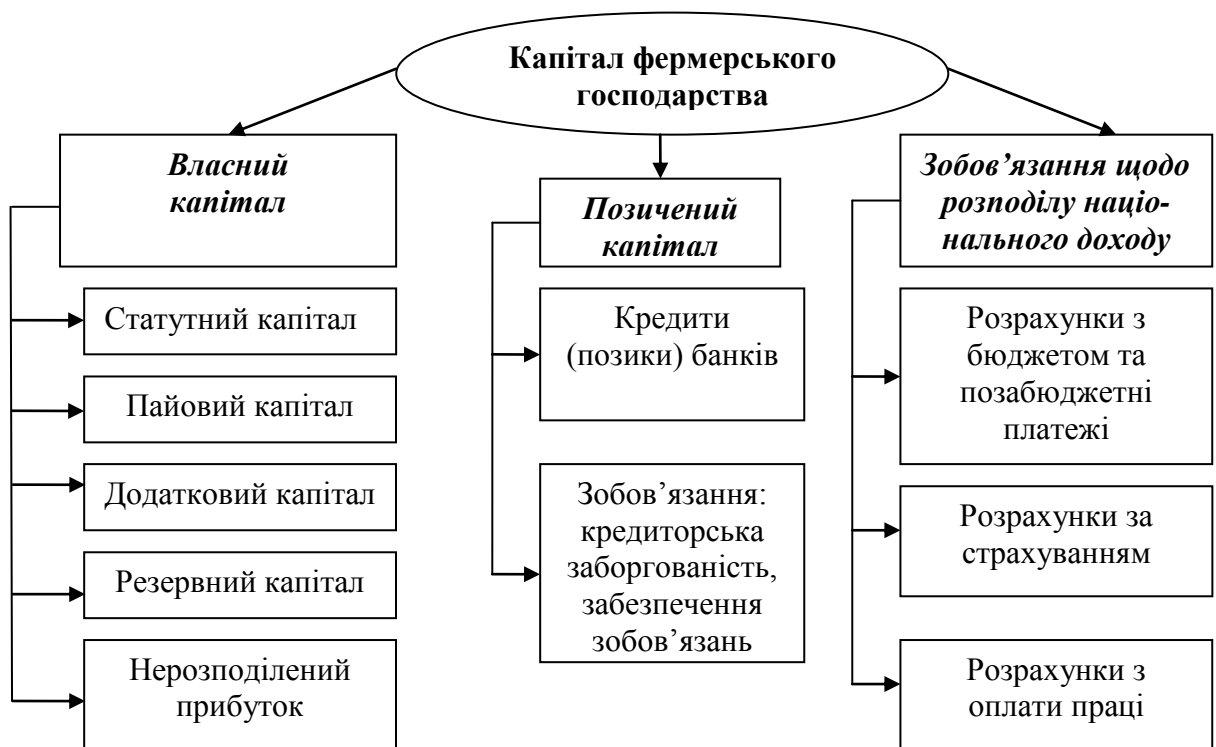 Капітал фермерського
господарства
Власний
капітал
Статутний капітал
Пайовий капітал
Додатковий капітал
Резервний капітал
Нерозподілений
прибуток
Позичений
капітал
Кредити
(позики) банків
Зобов’язання:
кредиторська
заборгованість,
забезпечення
зобов’язань
Зобов’язання щодо
розподілу націо-
нального доходу
Розрахунки з
бюджетом та
позабюджетні
платежі
Розрахунки за
страхуванням
Розрахунки з
оплати праці